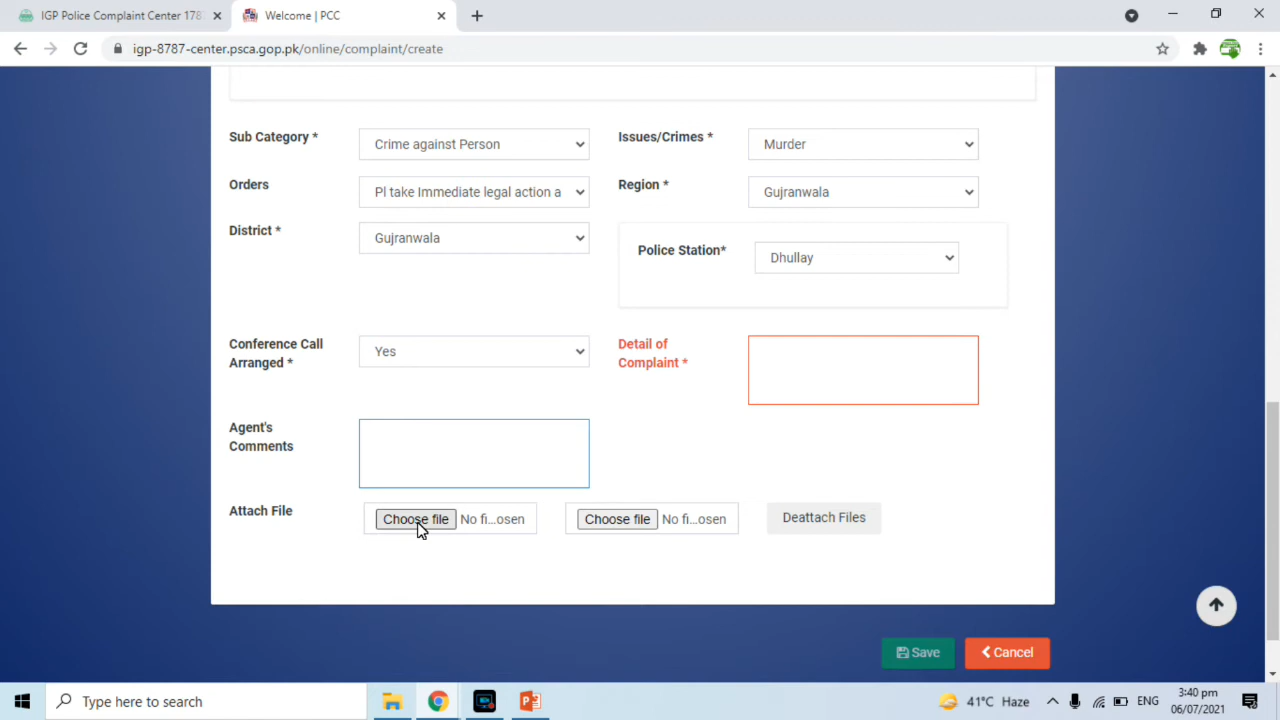 IGP Police Complaint Center 178
Welcome | PCC
igp-8787-center.psca.gop.pk/online/complaint/create
Sub Category *
Crime against Person
Issues/Crimes *
Murder
Orders
Pl take Immediate legal action a
Region *
Gujranwala
District *
Gujranwala
Police Station*
Dhullay
Conference Call
Arranged *
Yes
Detail of
Complaint *
Agent's
Comments
Attach File
Choose file No fi...osen
Choose file No fi...osen
Deattach Files
Save
Cancel
Type here to search
41°C Haze
ENG
3:40 pm
06/07/2021